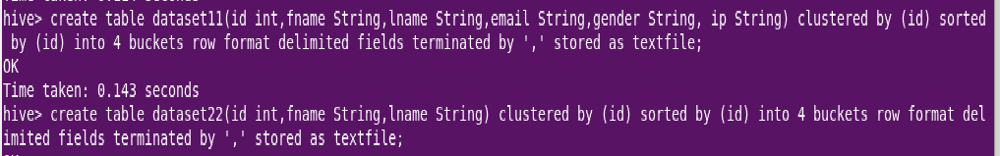 hive> create table dataset11(id int,fname String,lname String,email String,gender String, ip String) clustered by (id) sorted
by (id) into 4 buckets row format delimited fields terminated by ',' stored as textfile;
OK
Time taken: 0.143 seconds
hive> create table dataset22(id int,fname String,lname String) clustered by (id) sorted by (id) into 4 buckets row format del
imited fields terminated by ',' stored as textfile;